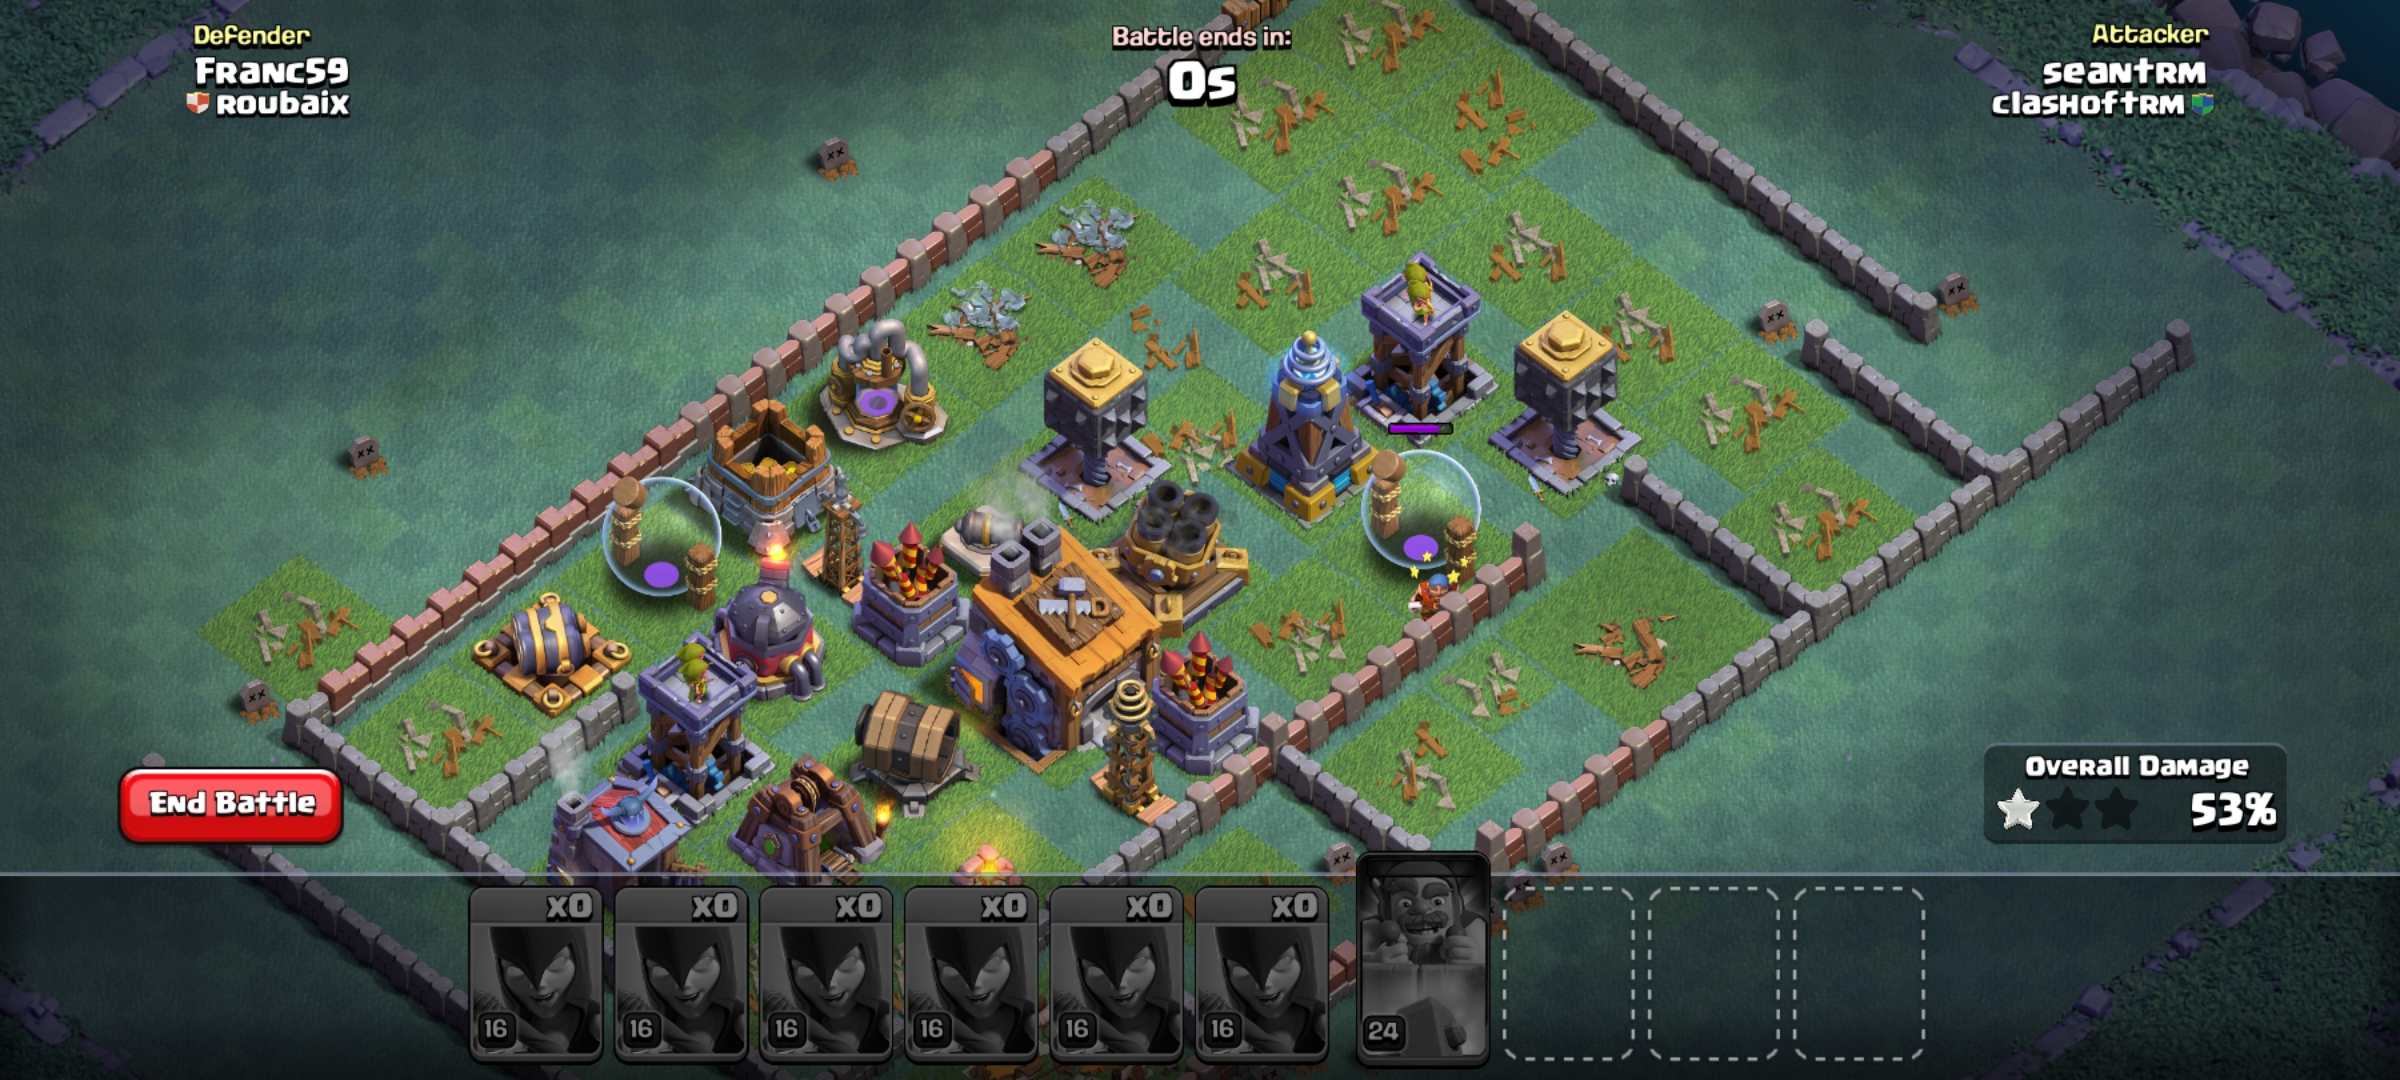 Defender
Franc59
roubaix
Battle ends in:
0s
Attacker
seantrm
clashoftrm
End Battle
Overall Damage
53%
x0 x0 x0 x0 x0 x0
16 16 16 16 16 16 24